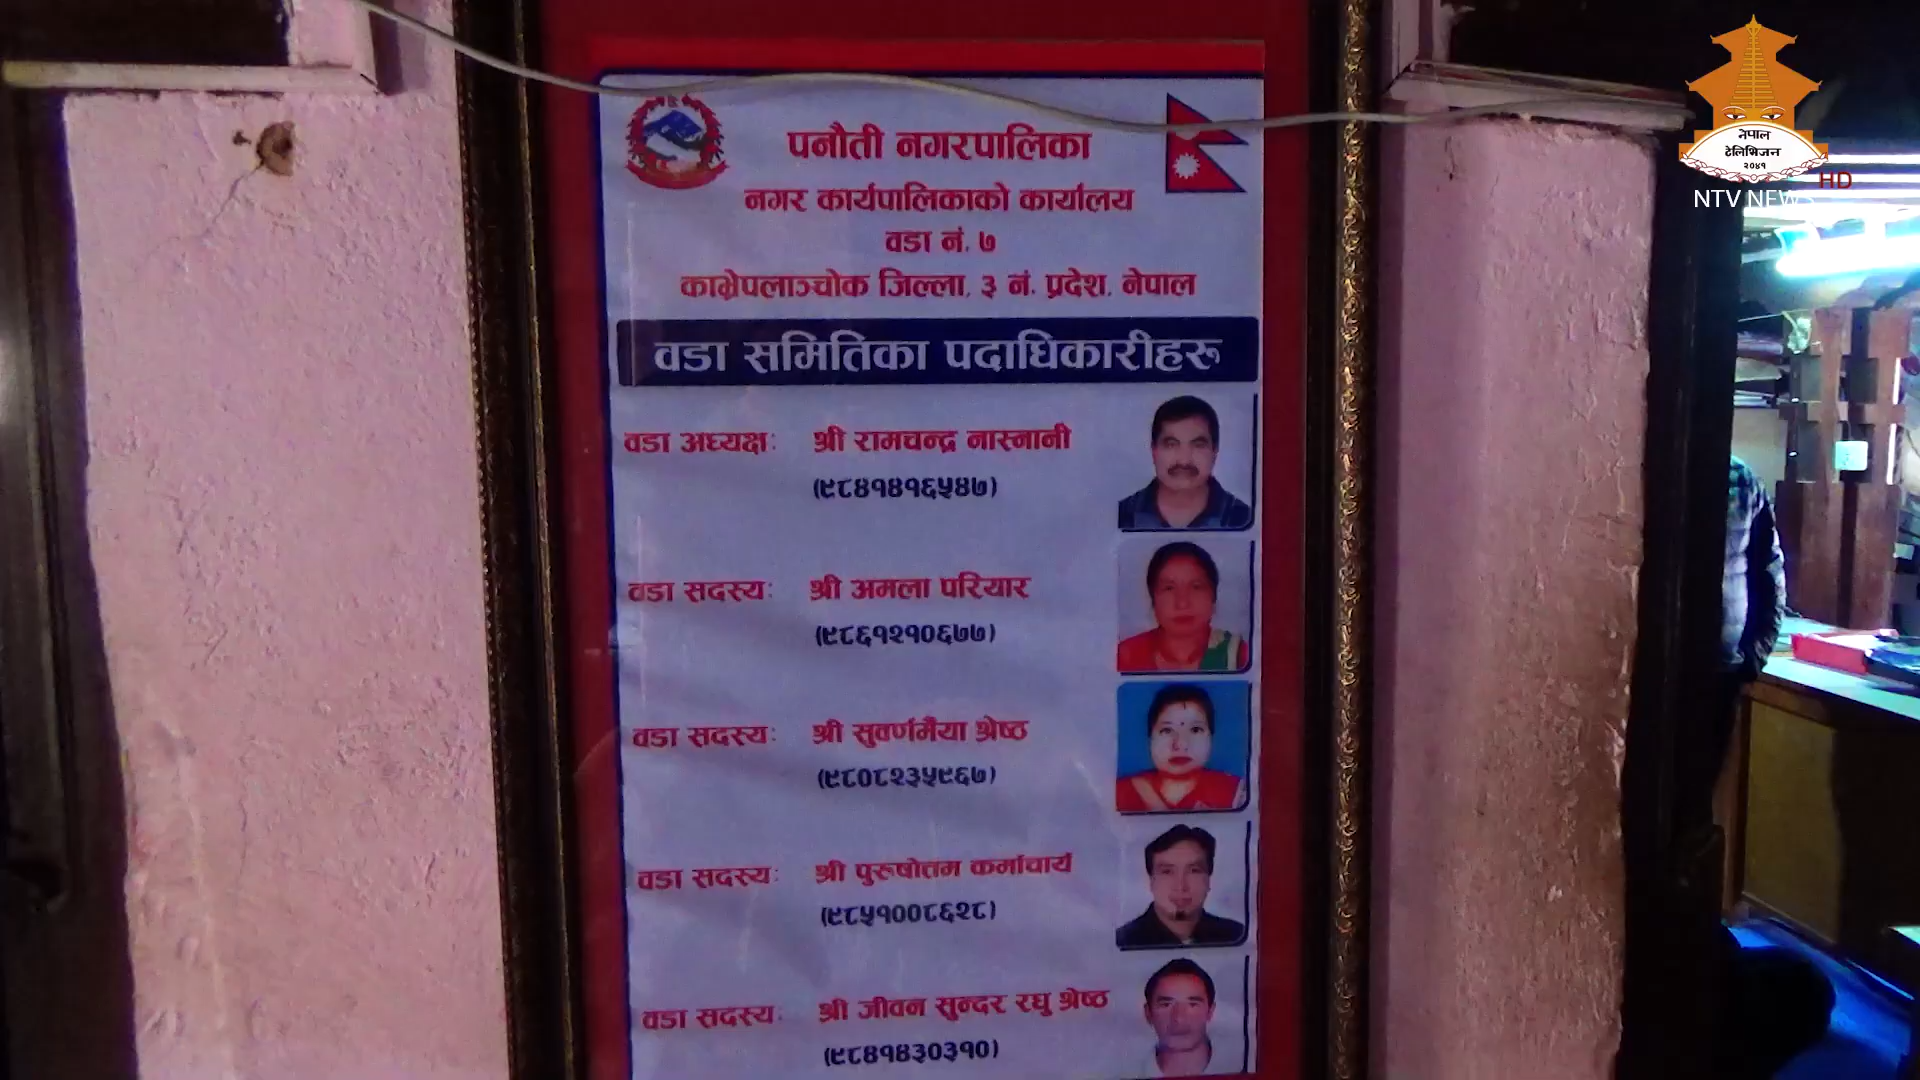 पनौती नगरपालिका
नगर कार्यपालिकाको कार्यालय
वडा नं. ७
काभ्रेपलाञ्चोक जिल्ला, ३ नं. प्रदेश, नेपाल
वडा समितिका पदाधिकारीहरू
वडा अध्यक्षः श्री रामचन्द्र नास्नानी
(९८४१४१६५४७)
वडा सदस्यः श्री अमला परियार
(९८६१२१०६७७)
वडा सदस्यः श्री सुवर्णमैया श्रेष्ठ
(९८०८२३५९६७)
वडा सदस्यः श्री पुरुषोत्तम कर्माचार्य
(९८५१००८६२८)
वडा सदस्यः श्री जीवन सुन्दर रघु श्रेष्ठ
(९८४१४३०३१०)
नेपाल
टेलिभिजन
२०४१
HD
NTV NEWS